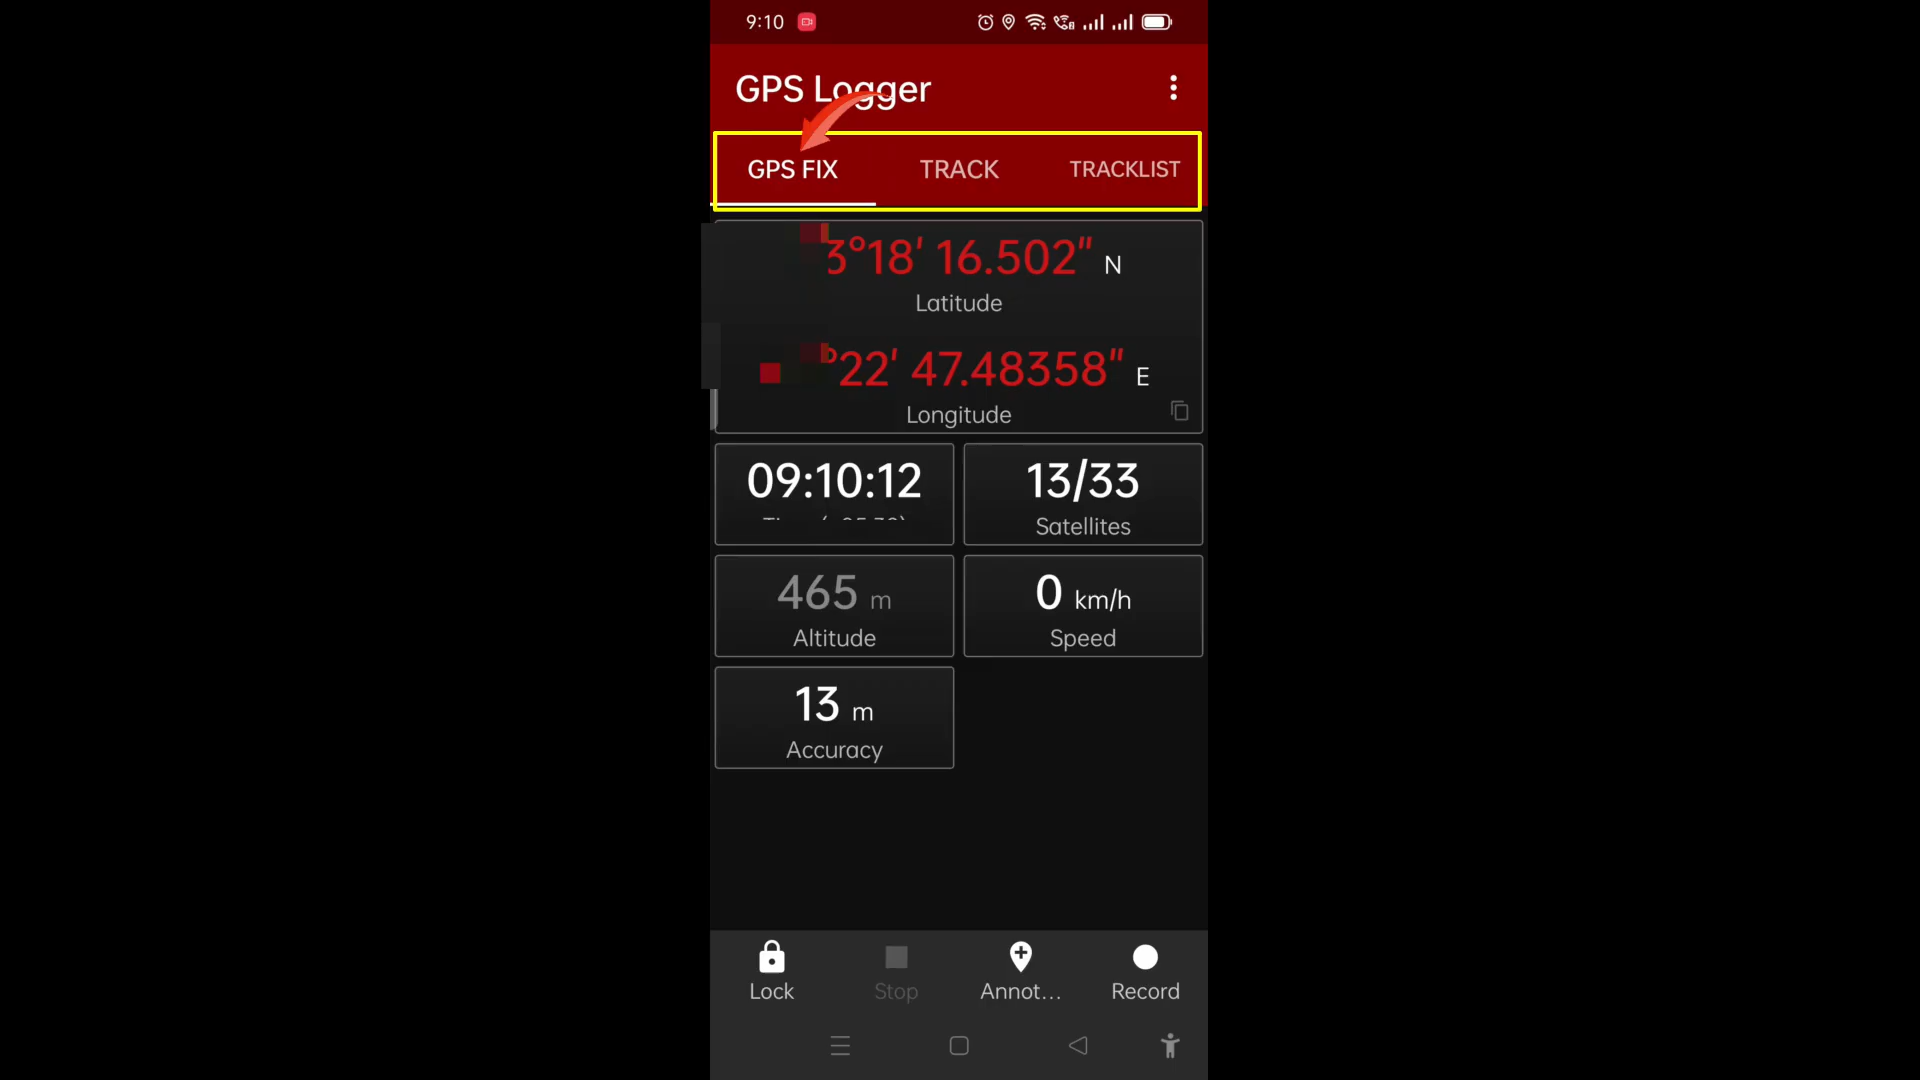 9:10
GPS Logger
GPS FIX TRACK TRACKLIST
3°18' 16.502" N
Latitude
°22' 47.48358" E
Longitude
09:10:12 13/33
Satellites
465 m 0 km/h
Altitude Speed
13 m
Accuracy
Lock Stop Annot... Record